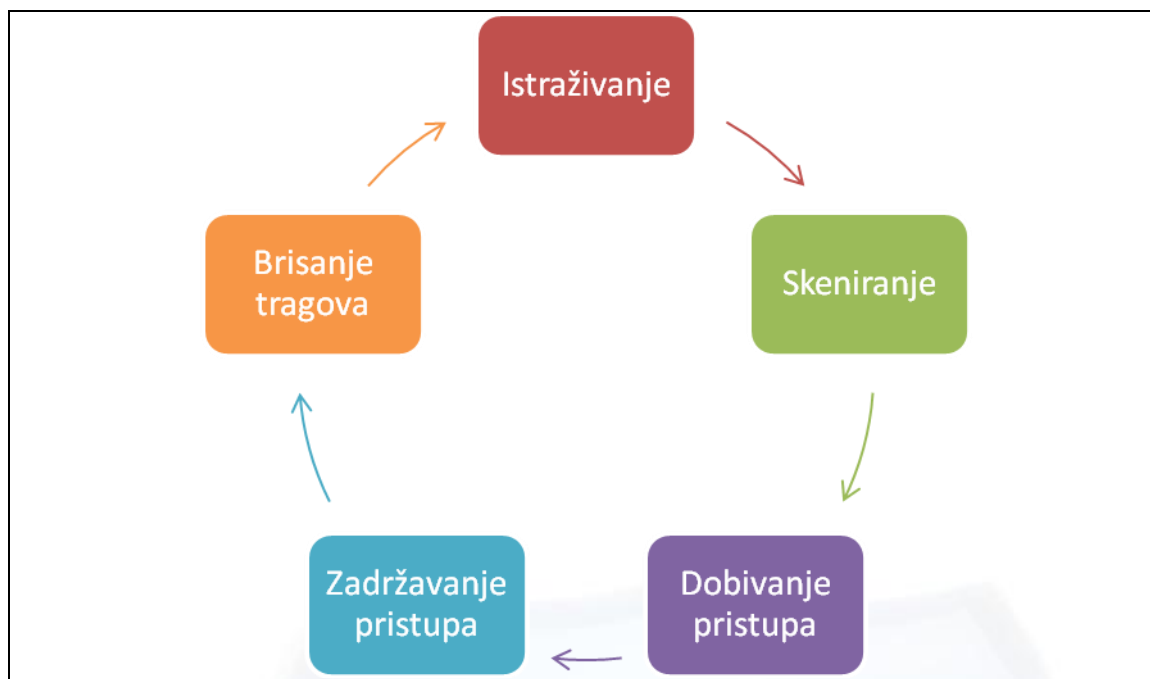 Istraživanje
Skeniranje
Dobivanje
pristupa
Zadržavanje
pristupa
Brisanje
tragova